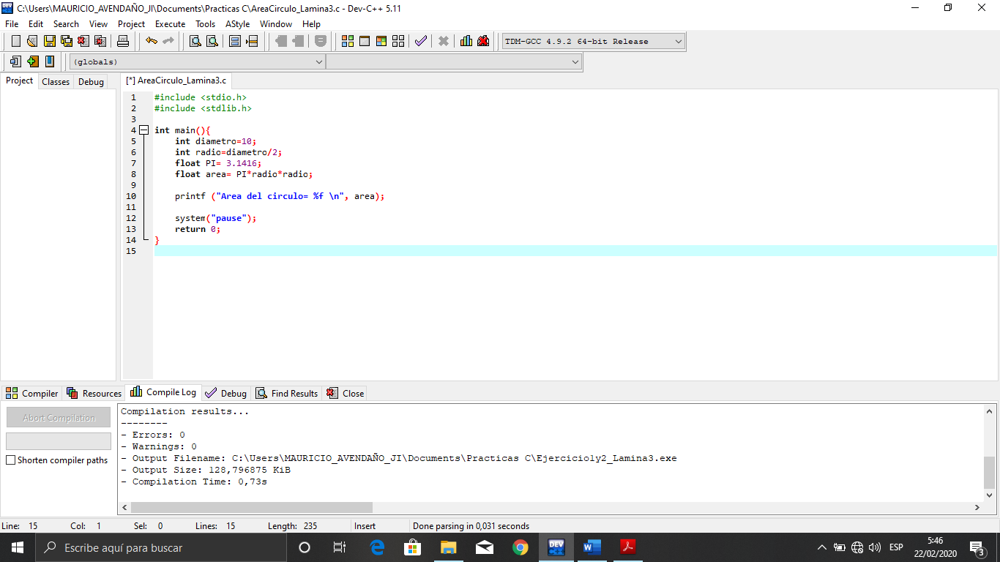 C:\Users\MAURICIO_AVENDAÑO_JI\Documents\Practicas C\AreaCirculo_Lamina3.c - Dev-C++ 5.11
File Edit Search View Project Execute Tools AStyle Window Help
TDM-GCC 4.9.2 64-bit Release
(globals)
Project Classes Debug
[*] AreaCirculo_Lamina3.c
1 #include <stdio.h>
2 #include <stdlib.h>
3
4 int main(){
5 int diametro=10;
6 int radio=diametro/2;
7 float PI= 3.1416;
8 float area= PI*radio*radio;
9
10 printf ("Area del circulo= %f \n", area);
11
12 system("pause");
13 return 0;
14 }
15
Compiler Resources Compile Log Debug Find Results Close
Abort Compilation
Shorten compiler paths
Compilation results...
--------
- Errors: 0
- Warnings: 0
- Output Filename: C:\Users\MAURICIO_AVENDAÑO_JI\Documents\Practicas C\Ejercicio1y2_Lamina3.exe
- Output Size: 128,796875 KiB
- Compilation Time: 0,73s
Line: 15 Col: 1 Sel: 0 Lines: 15 Length: 235 Insert Done parsing in 0,031 seconds
Escribe aquí para buscar
DEV
ESP
5:46
22/02/2020
3